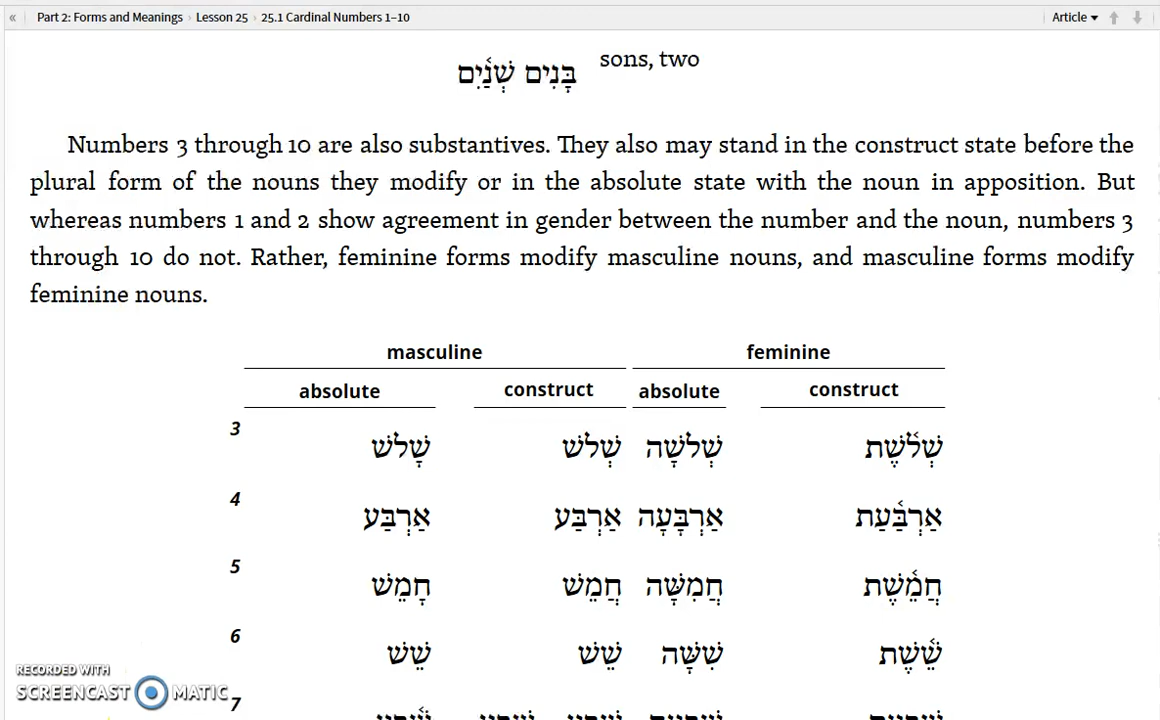 « Part 2: Forms and Meanings › Lesson 25 › 25.1 Cardinal Numbers 1–10 Article
בָּנִים שְׁנַ֫יִם sons, two
Numbers 3 through 10 are also substantives. They also may stand in the construct state before the
plural form of the nouns they modify or in the absolute state with the noun in apposition. But
whereas numbers 1 and 2 show agreement in gender between the number and the noun, numbers 3
through 10 do not. Rather, feminine forms modify masculine nouns, and masculine forms modify
feminine nouns.
masculine feminine
absolute construct absolute construct
3 שָׁלֹשׁ שְׁלֹשׁ שְׁלֹשָׁה שְׁלֹ֫שֶׁת
4 אַרְבַּע אַרְבַּע אַרְבָּעָה אַרְבַּ֫עַת
5 חָמֵשׁ חֲמֵשׁ חֲמִשָּׁה חֲמֵ֫שֶׁת
6 שֵׁשׁ שֵׁשׁ שִׁשָּׁה שֵׁ֫שֶׁת
RECORDED WITH
SCREENCAST MATIC
7